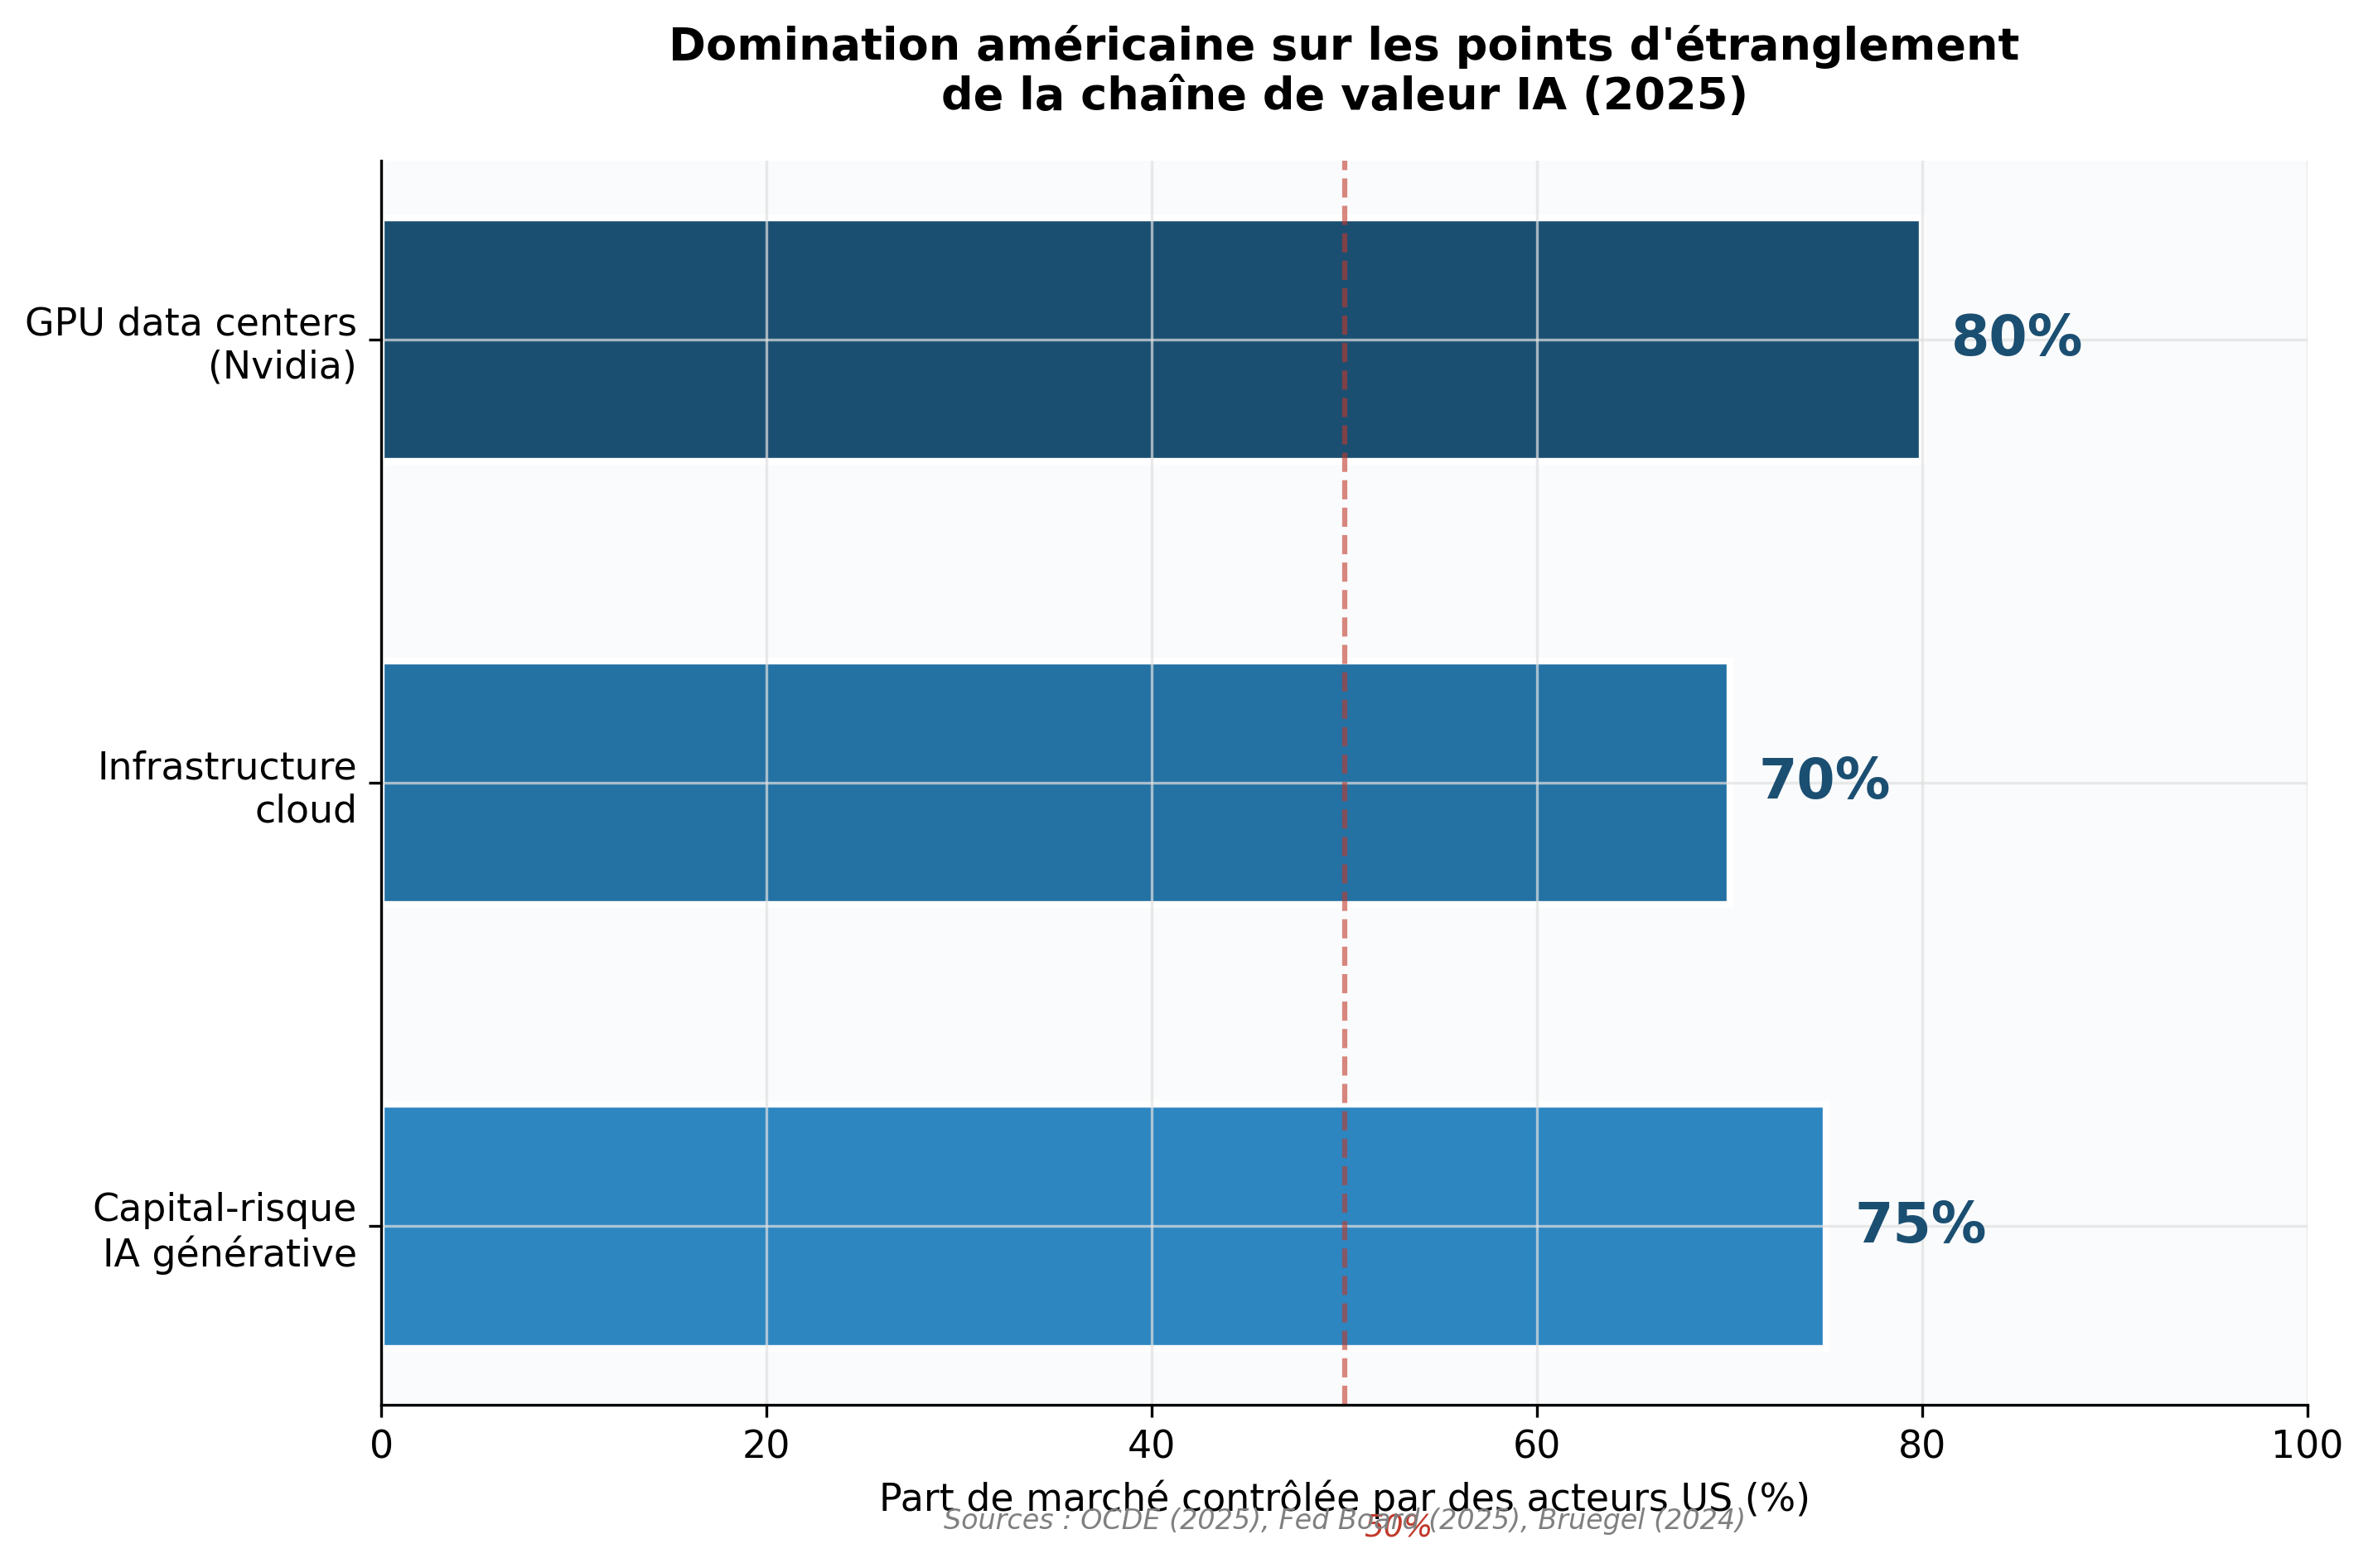 Domination américaine sur les points d'étranglement
de la chaîne de valeur IA (2025)
GPU data centers
(Nvidia)
80%
Infrastructure
cloud
70%
Capital-risque
IA générative
75%
0 20 40 60 80 100
Part de marché contrôlée par des acteurs US (%)
Sources : OCDE (2025), Fed Board (2025), Bruegel (2024)
50%